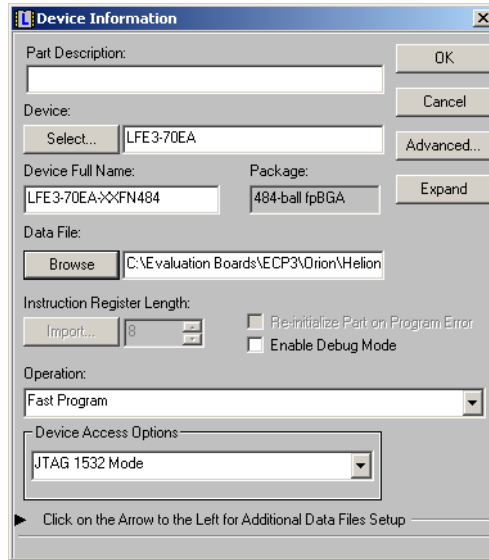 Device Information
Part Description:
OK
Device:
Cancel
Select... LFE3-70EA
Advanced...
Device Full Name: Package:
LFE3-70EA-XXFN484 484-ball fpBGA
Expand
Data File:
Browse C:\Evaluation Boards\ECP3\Orion\Helion
Instruction Register Length:
Import... 8
Re-initialize Part on Program Error
Enable Debug Mode
Operation:
Fast Program
Device Access Options
JTAG 1532 Mode
Click on the Arrow to the Left for Additional Data Files Setup